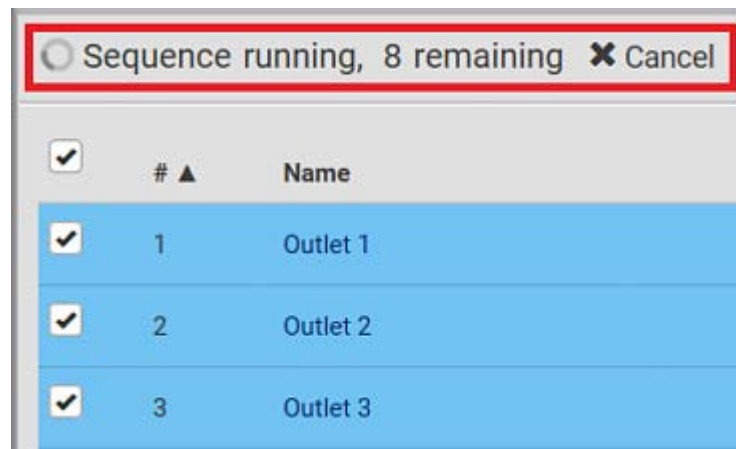 Sequence running, 8 remaining ✖ Cancel
# ▲ Name
1 Outlet 1
2 Outlet 2
3 Outlet 3